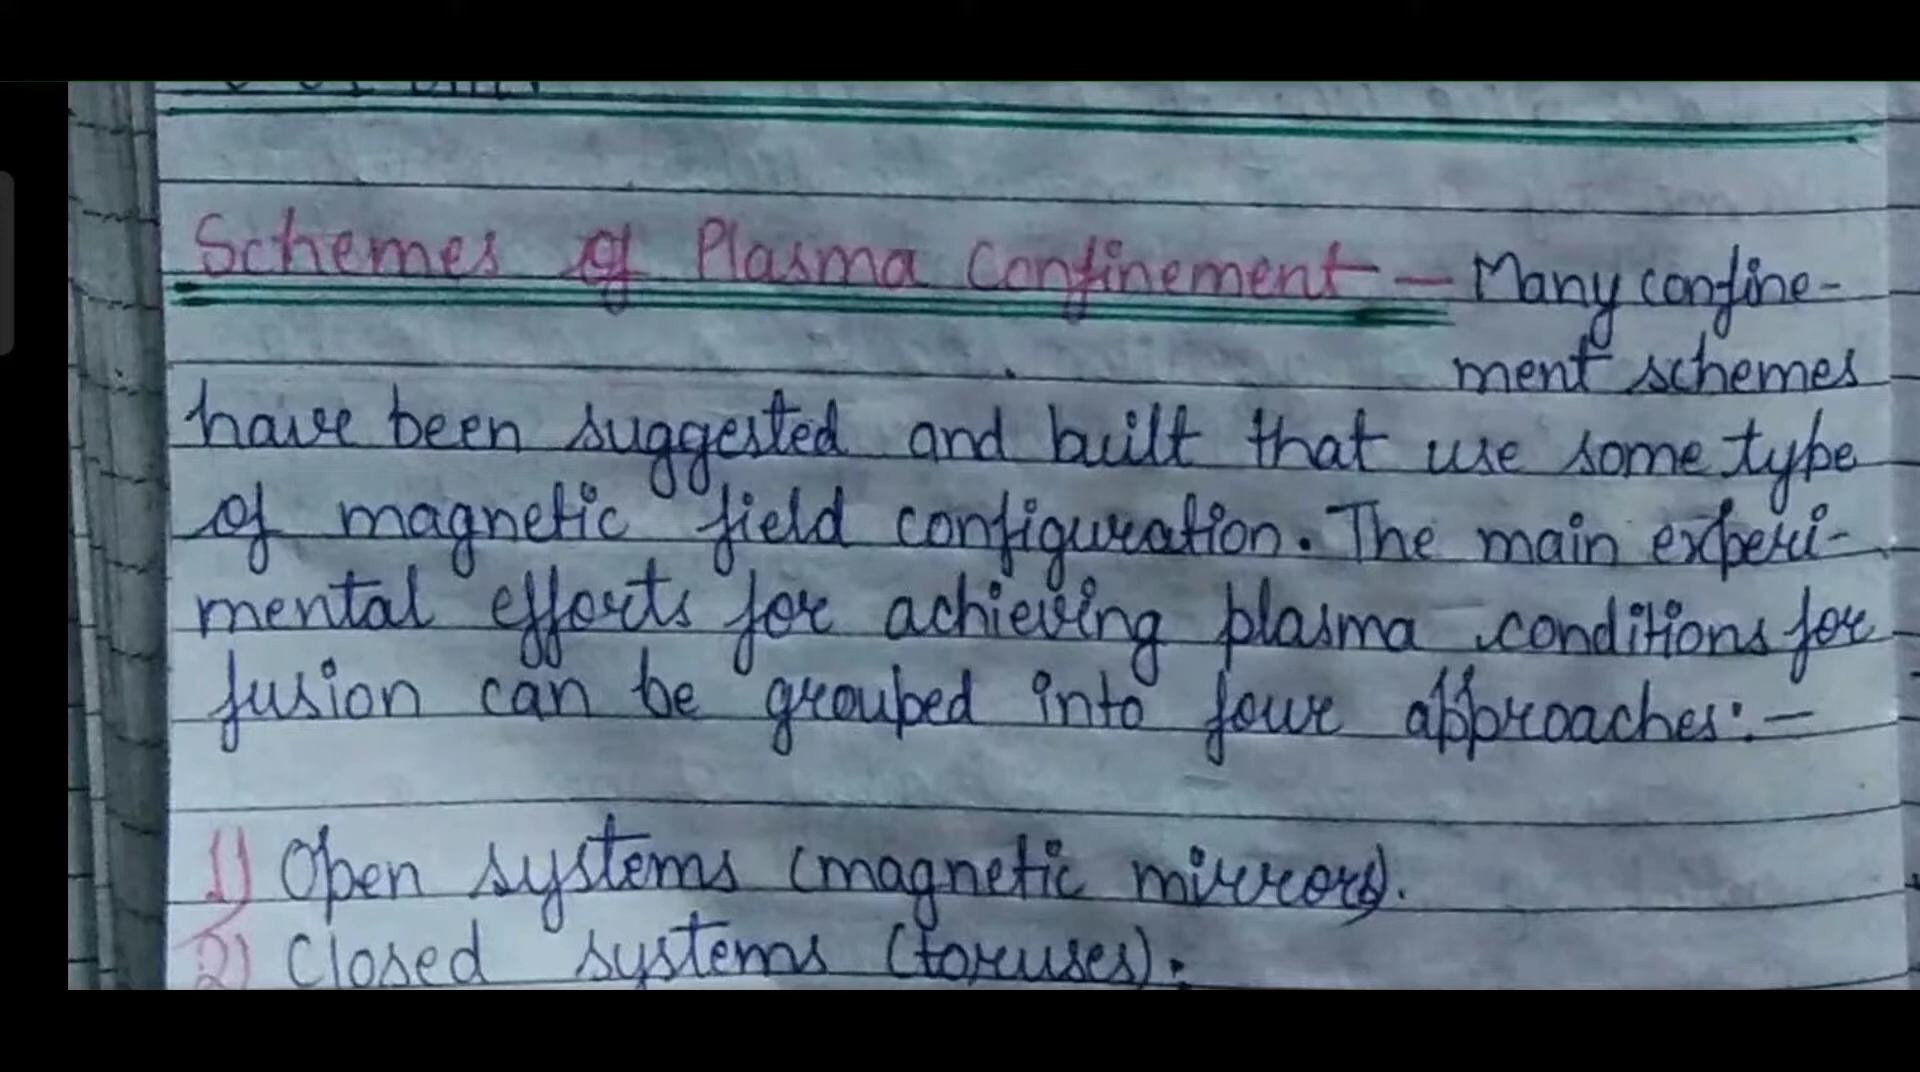 Schemes of Plasma Confinement — Many confine-
ment schemes
have been suggested and built that use some type
of magnetic field configuration. The main experi-
mental efforts for achieving plasma conditions for
fusion can be grouped into four approaches:—
1) Open systems (magnetic mirrors).
2) Closed systems (toruses).